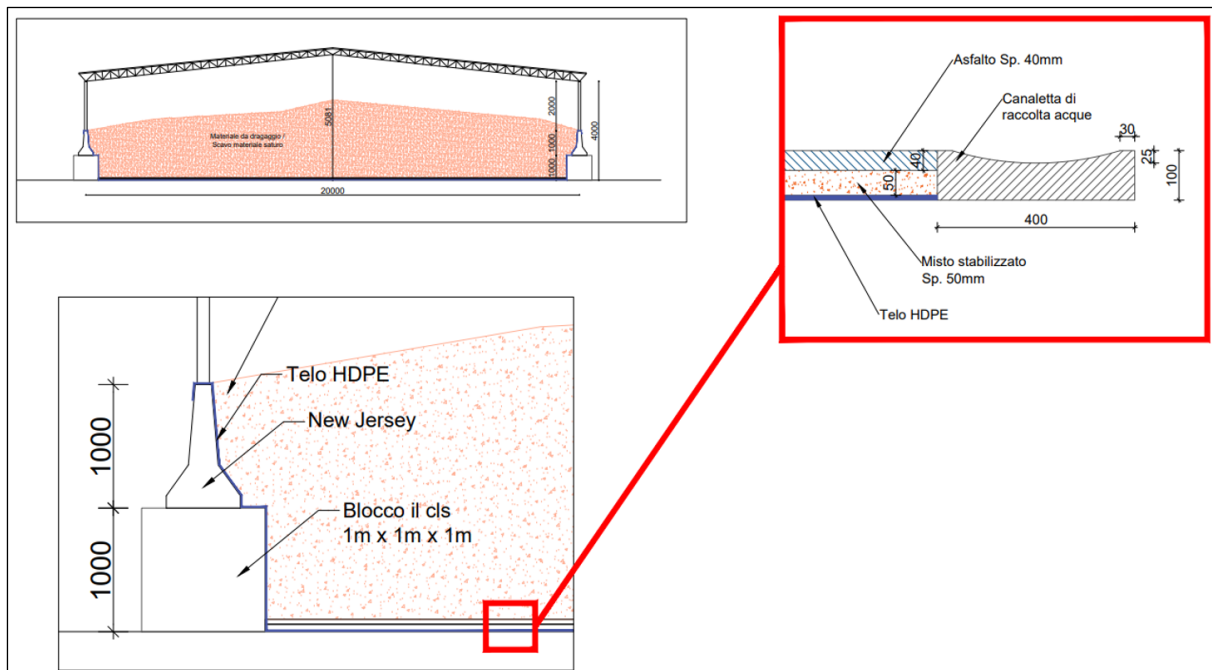 Materiale da dragaggio /
Scavo materiale saturo
5081
2000
1000
1000
4000
20000
Asfalto Sp. 40mm
Canaletta di
raccolta acque
30
25
100
40
50
400
Misto stabilizzato
Sp. 50mm
Telo HDPE
Telo HDPE
New Jersey
1000
Blocco il cls
1m x 1m x 1m
1000